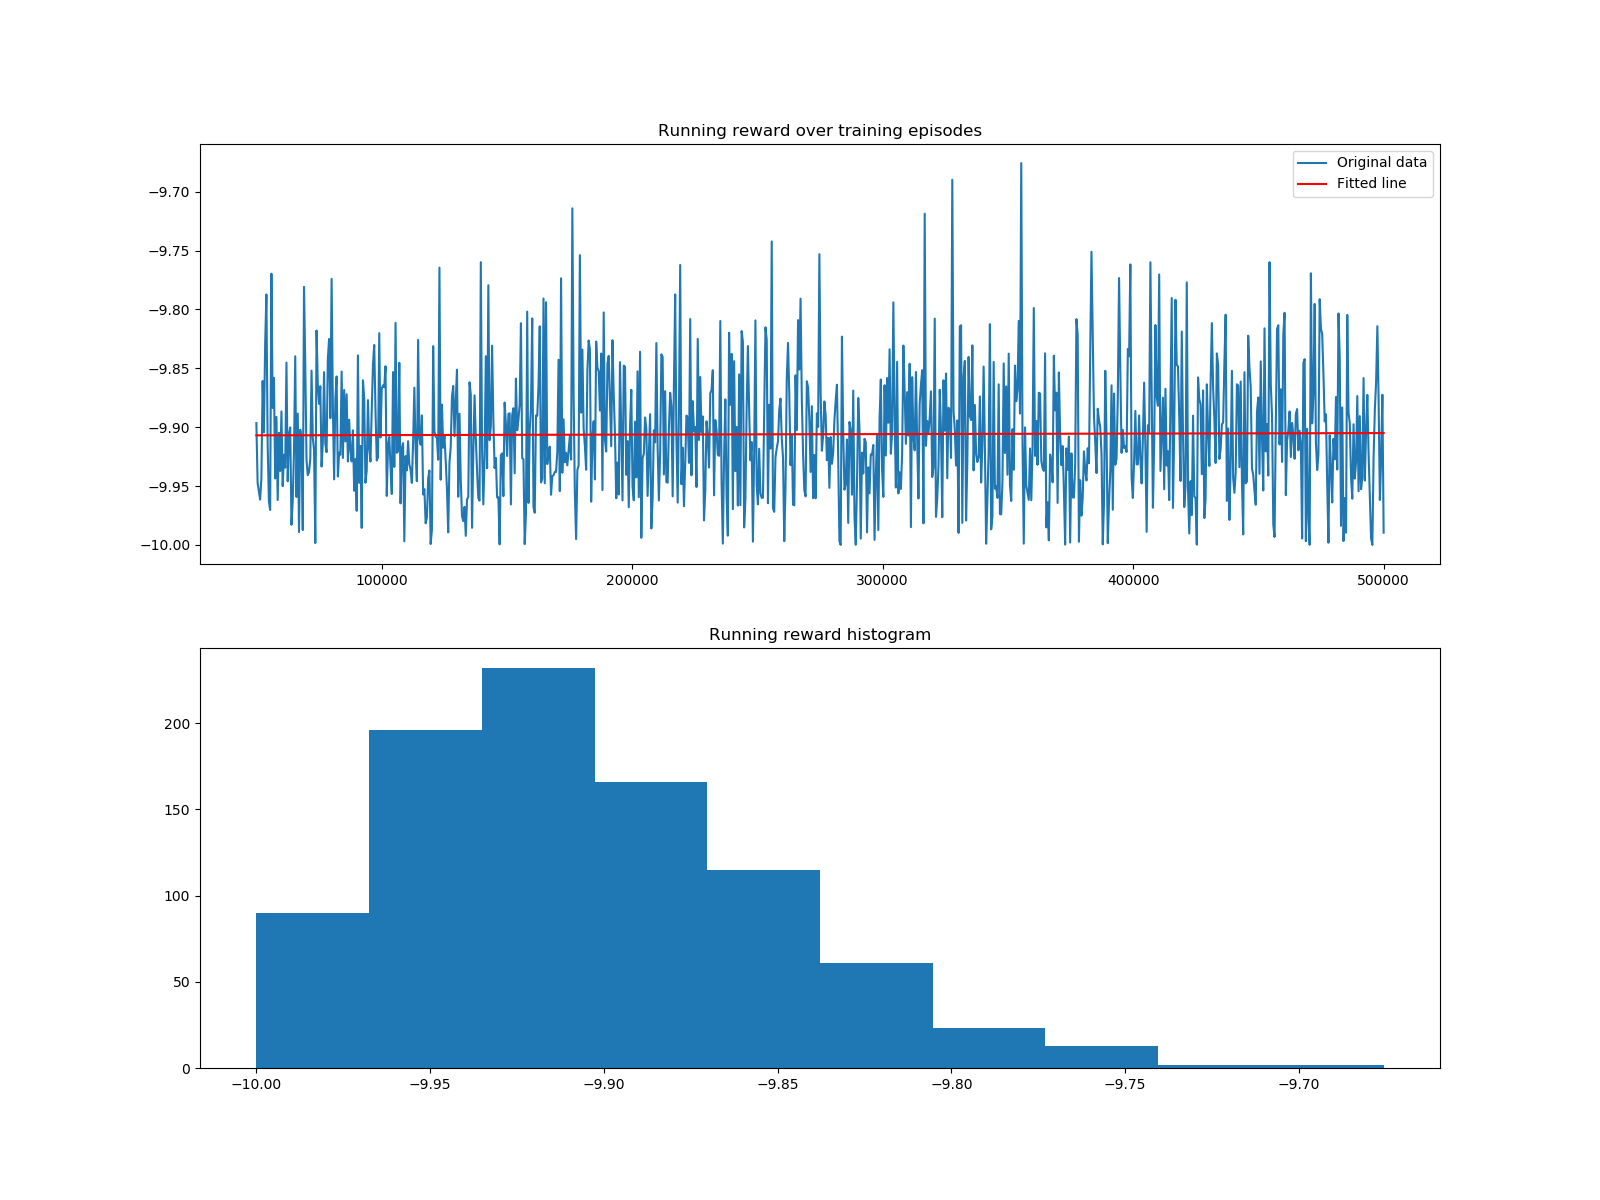 Running reward over training episodes
Original data
Fitted line
−9.70
−9.75
−9.80
−9.85
−9.90
−9.95
−10.00
100000 200000 300000 400000 500000
Running reward histogram
200
150
100
50
0
−10.00 −9.95 −9.90 −9.85 −9.80 −9.75 −9.70